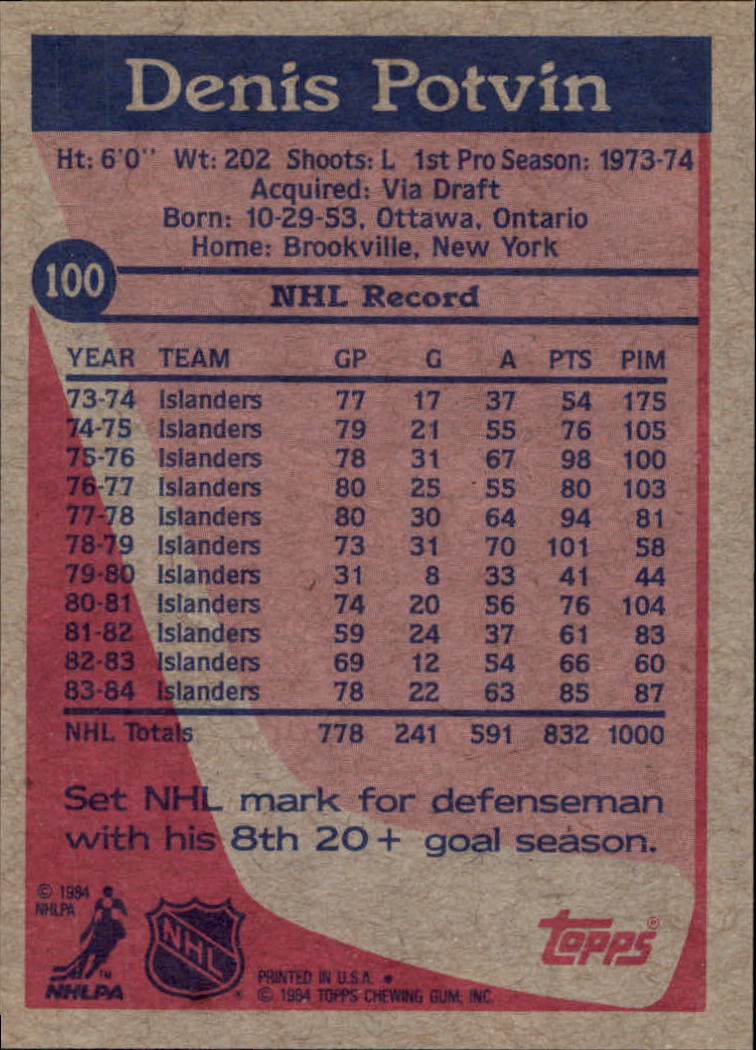 Denis Potvin
Ht: 6'0" Wt: 202 Shoots: L 1st Pro Season: 1973-74
Acquired: Via Draft
Born: 10-29-53, Ottawa, Ontario
Home: Brookville, New York
100
NHL Record
YEAR TEAM GP G A PTS PIM
73-74 Islanders 77 17 37 54 175
74-75 Islanders 79 21 55 76 105
75-76 Islanders 78 31 67 98 100
76-77 Islanders 80 25 55 80 103
77-78 Islanders 80 30 64 94 81
78-79 Islanders 73 31 70 101 58
79-80 Islanders 31 8 33 41 44
80-81 Islanders 74 20 56 76 104
81-82 Islanders 59 24 37 61 83
82-83 Islanders 69 12 54 66 60
83-84 Islanders 78 22 63 85 87
NHL Totals 778 241 591 832 1000
Set NHL mark for defenseman
with his 8th 20+ goal season.
© 1984
NHLPA
™
NHLPA
NHL
®
TOPPS®
PRINTED IN U.S.A. *
© 1984 TOPPS CHEWING GUM, INC.